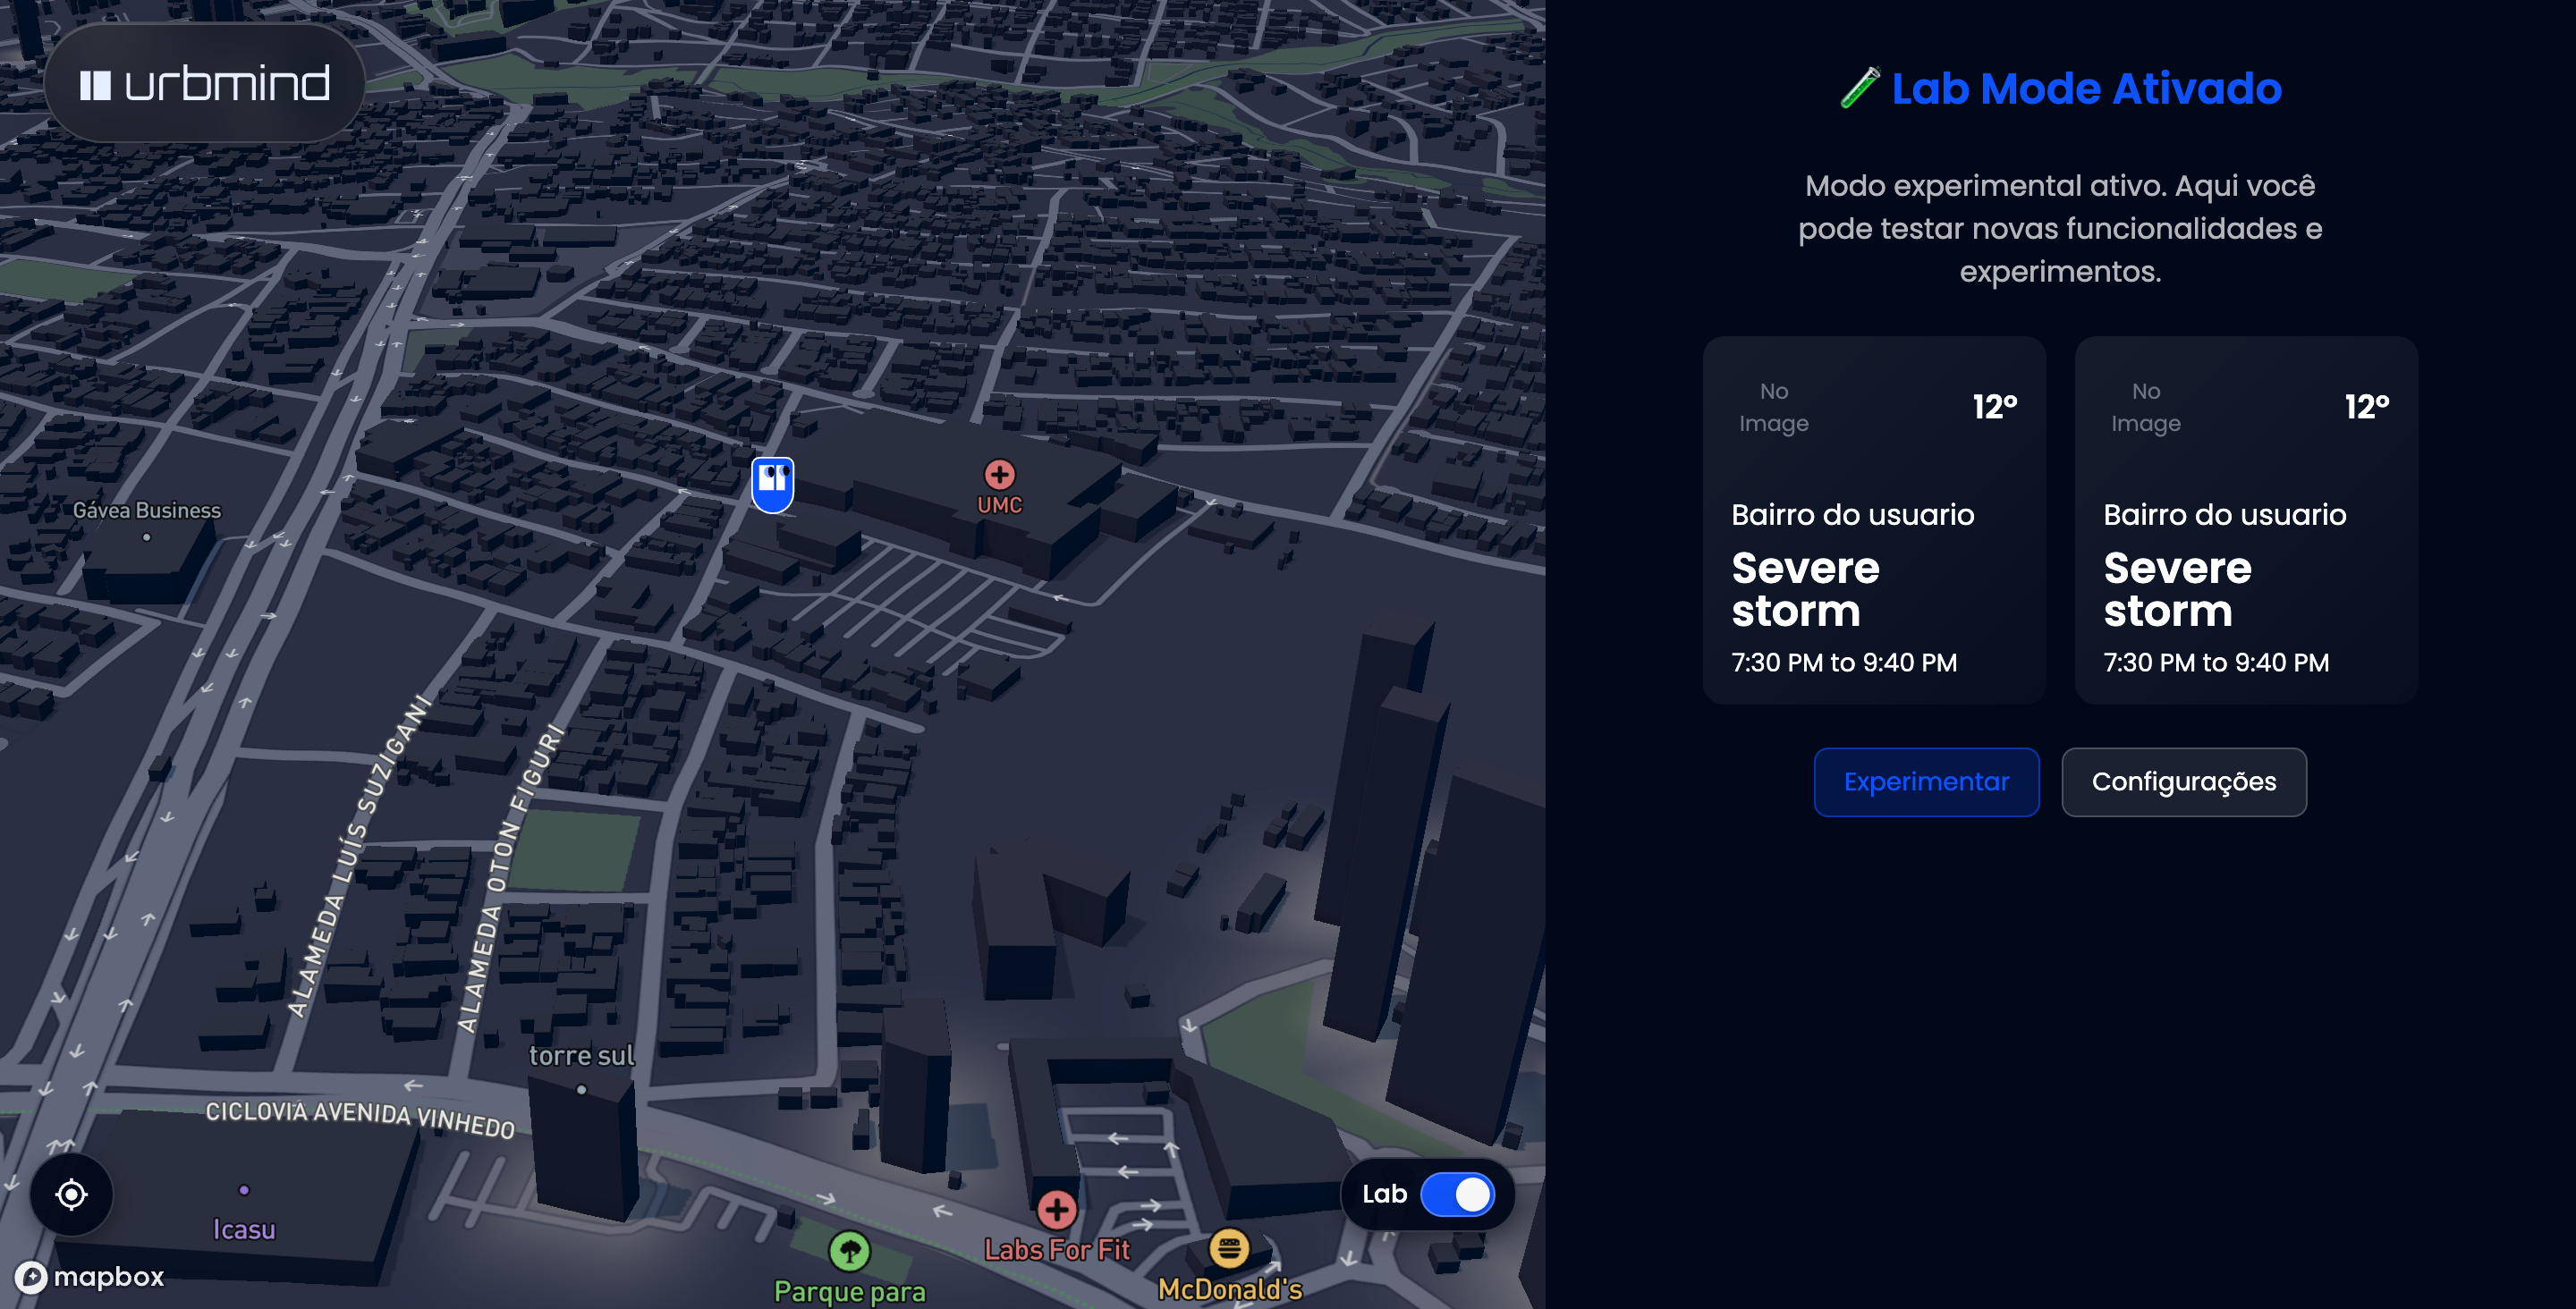 urbmind
Gávea Business
UMC
ALAMEDA LUÍS SUZIGANI
ALAMEDA OTON FIGURI
torre sul
CICLOVIA AVENIDA VINHEDO
Icasu
Labs For Fit
Parque para
McDonald's
mapbox
Lab
🧪 Lab Mode Ativado
Modo experimental ativo. Aqui você
pode testar novas funcionalidades e
experimentos.
No
Image
12°
Bairro do usuario
Severe
storm
7:30 PM to 9:40 PM
No
Image
12°
Bairro do usuario
Severe
storm
7:30 PM to 9:40 PM
Experimentar
Configurações